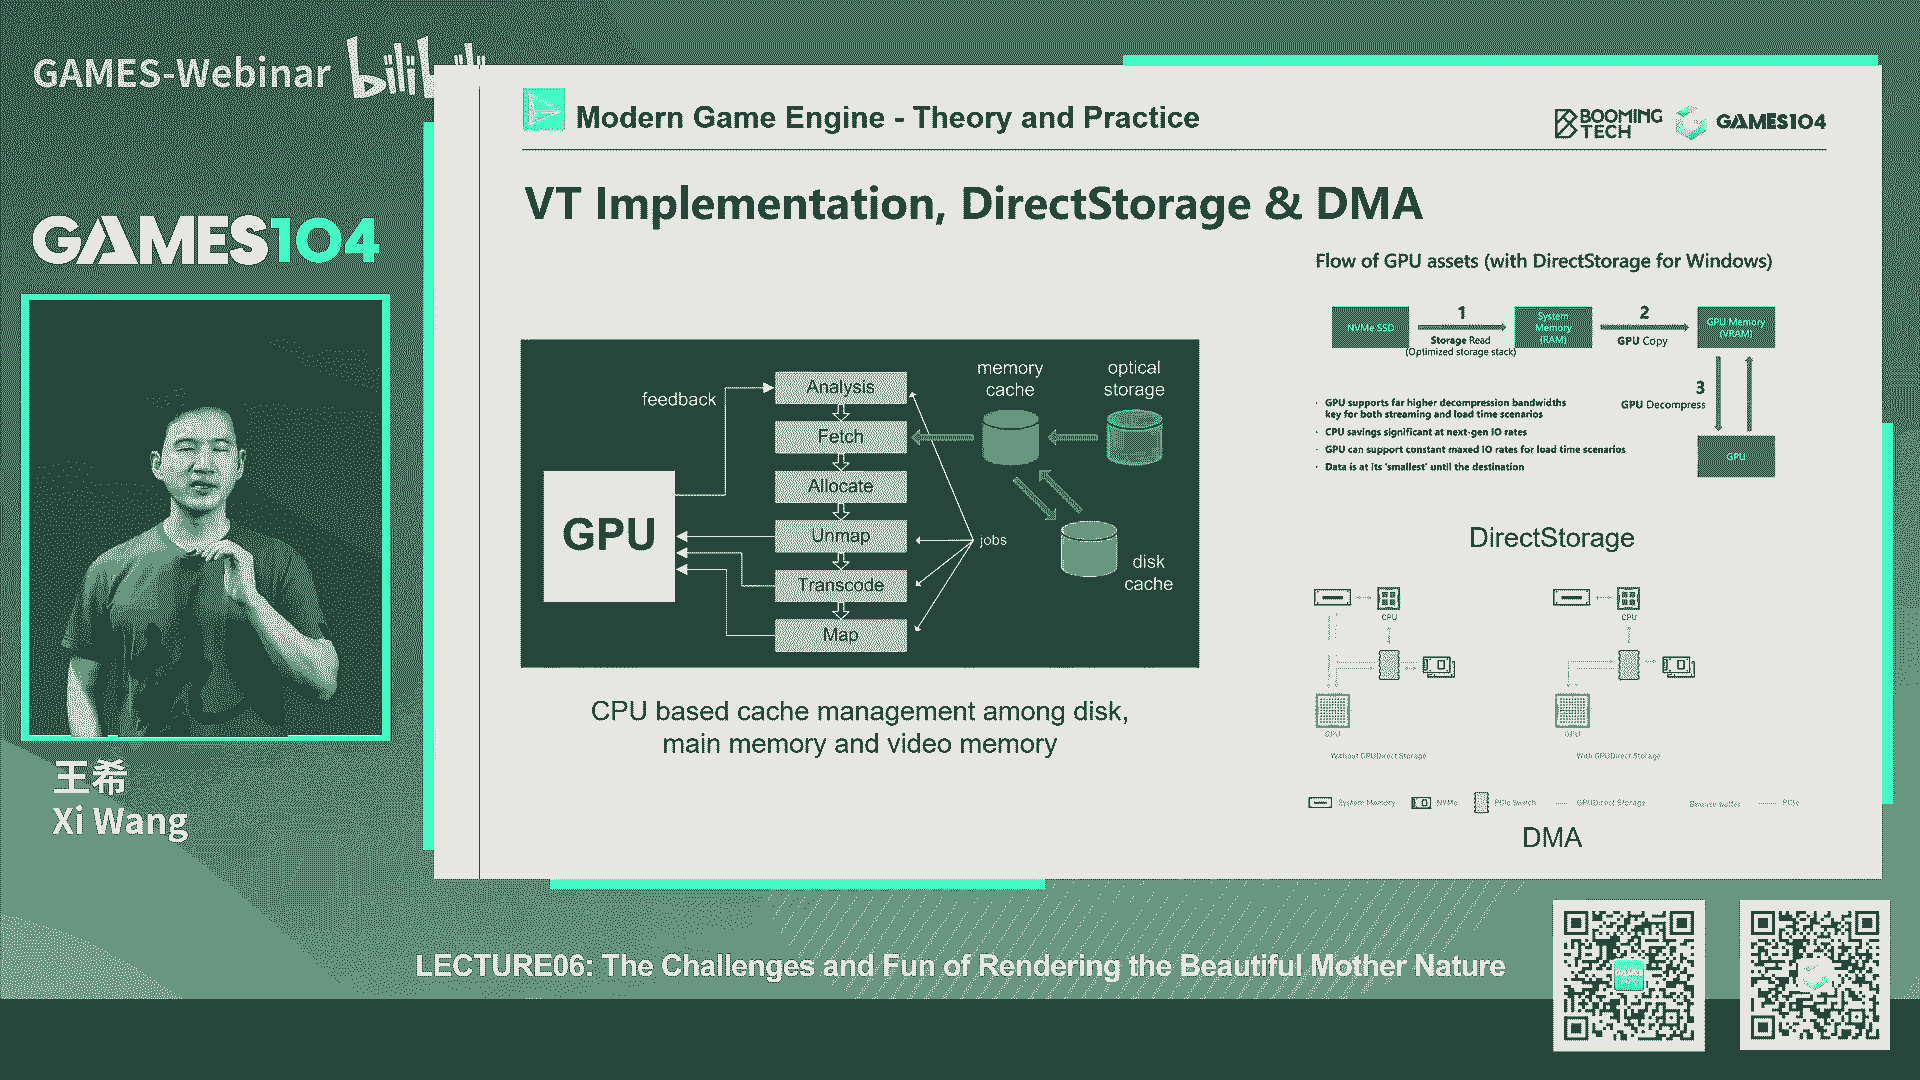 GAMES-Webinar
Modern Game Engine - Theory and Practice
BOOMING
TECH
GAMES104
GAMES104
VT Implementation, DirectStorage & DMA
Flow of GPU assets (with DirectStorage for Windows)
NVMe SSD
1
Storage Read
(Optimized storage stack)
System
Memory
(RAM)
2
GPU Copy
GPU Memory
(VRAM)
3
GPU Decompress
GPU
· GPU supports far higher decompression bandwidths
key for both streaming and load time scenarios
· CPU savings significant at next-gen IO rates
· GPU can support constant maxed IO rates for load time scenarios
· Data is at its 'smallest' until the destination
DirectStorage
feedback
GPU
Analysis
Fetch
Allocate
Unmap
Transcode
Map
jobs
memory
cache
optical
storage
disk
cache
CPU based cache management among disk,
main memory and video memory
CPU
GPU
Without GPUDirect Storage
CPU
GPU
With GPUDirect Storage
System Memory
NVMe
PCIe Switch
GPUDirect Storage
PCIe
DMA
王希
Xi Wang
LECTURE06: The Challenges and Fun of Rendering the Beautiful Mother Nature